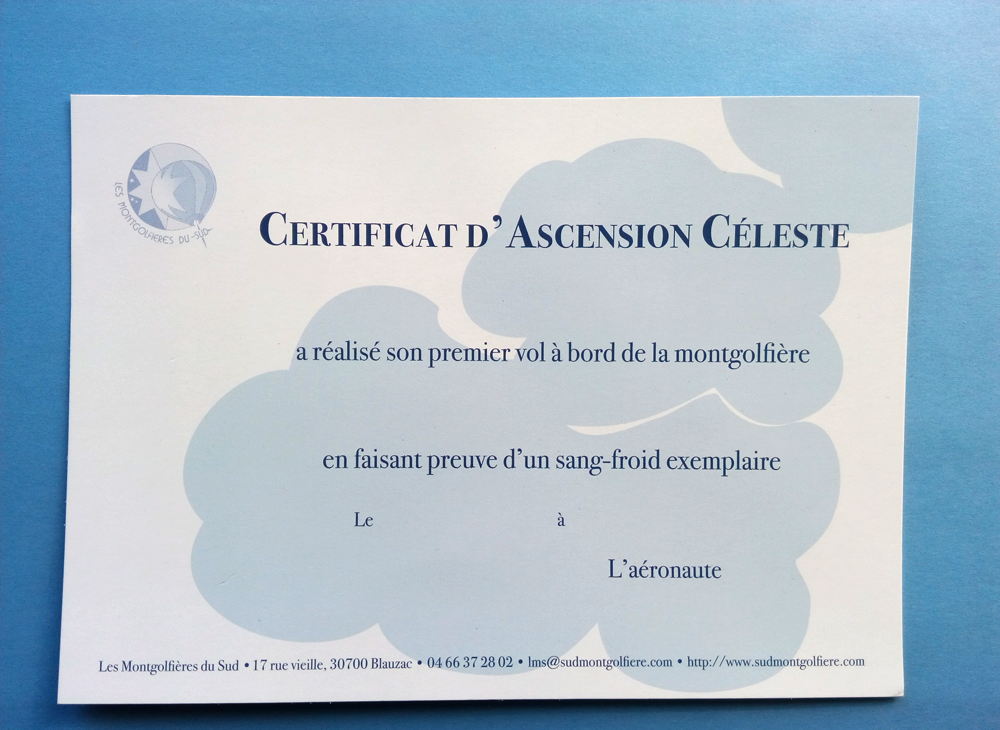 LES MONTGOLFIERES DU-SUD
CERTIFICAT D'ASCENSION CÉLESTE
a réalisé son premier vol à bord de la montgolfière
en faisant preuve d'un sang-froid exemplaire
Le à
L'aéronaute
Les Montgolfières du Sud • 17 rue vieille, 30700 Blauzac • 04 66 37 28 02 • lms@sudmontgolfiere.com • http://www.sudmontgolfiere.com